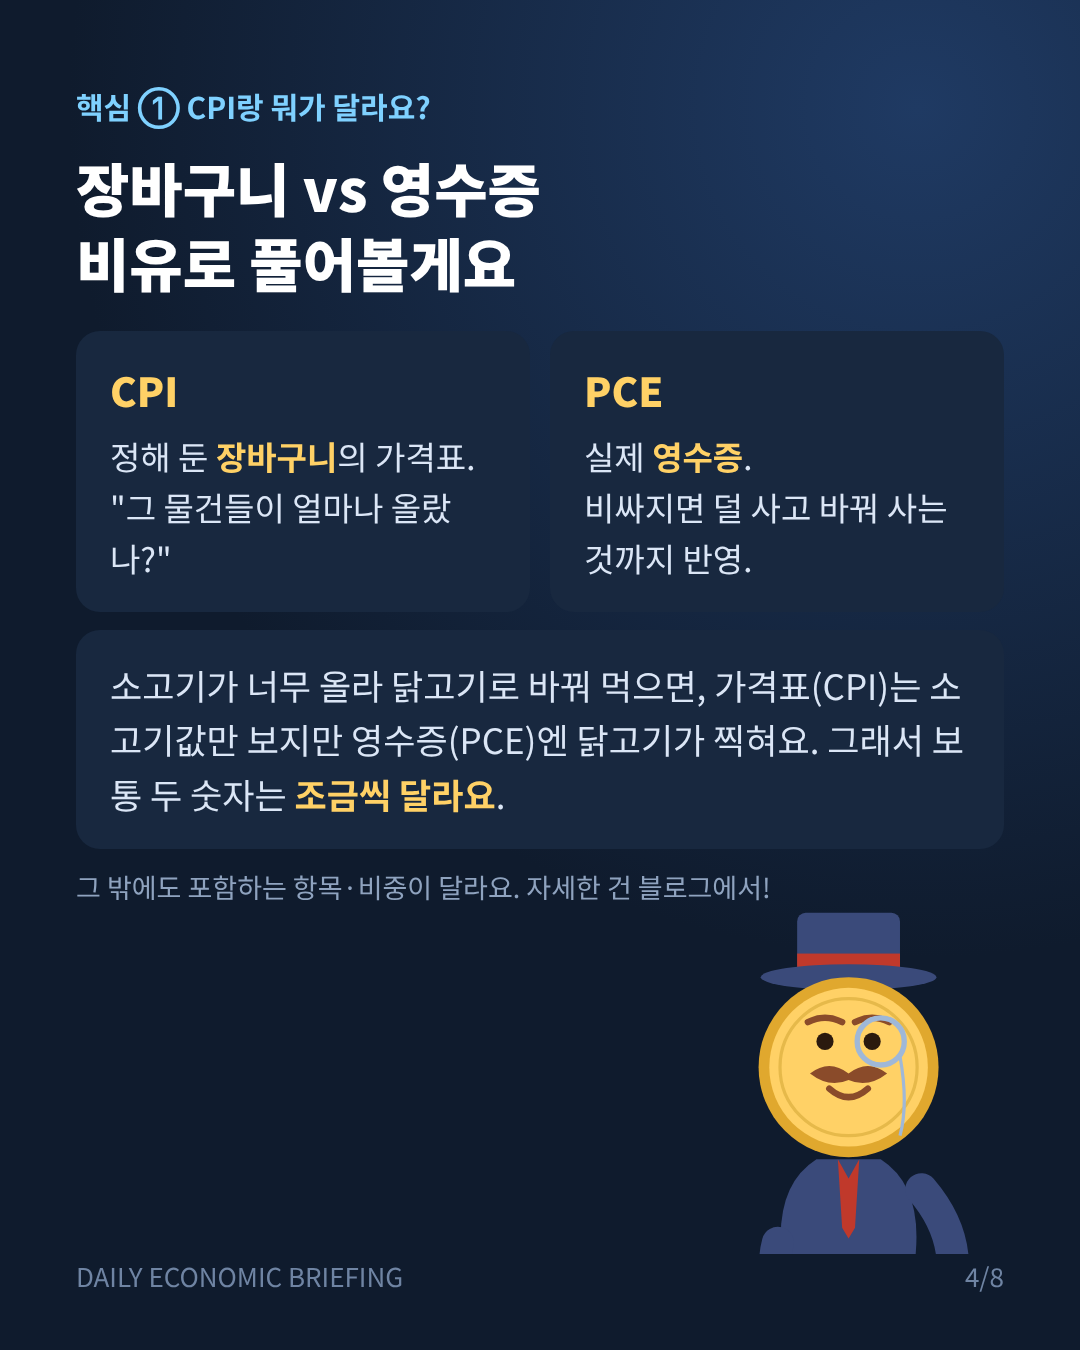 핵심 ① CPI랑 뭐가 달라요?
장바구니 vs 영수증
비유로 풀어볼게요
CPI
정해 둔 장바구니의 가격표.
"그 물건들이 얼마나 올랐
나?"
PCE
실제 영수증.
비싸지면 덜 사고 바꿔 사는
것까지 반영.
소고기가 너무 올라 닭고기로 바꿔 먹으면, 가격표(CPI)는 소
고기값만 보지만 영수증(PCE)엔 닭고기가 찍혀요. 그래서 보
통 두 숫자는 조금씩 달라요.
그 밖에도 포함하는 항목·비중이 달라요. 자세한 건 블로그에서!
DAILY ECONOMIC BRIEFING
4/8